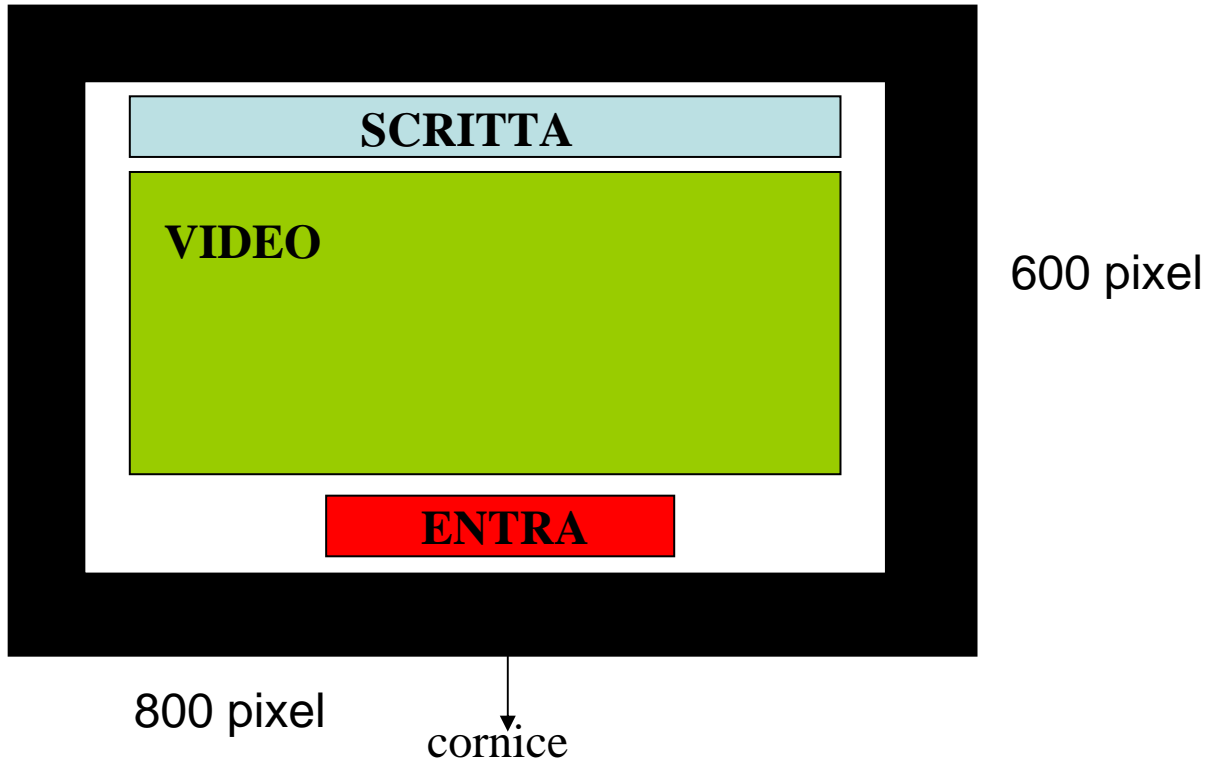 SCRITTA
VIDEO
600 pixel
ENTRA
800 pixel
cornice